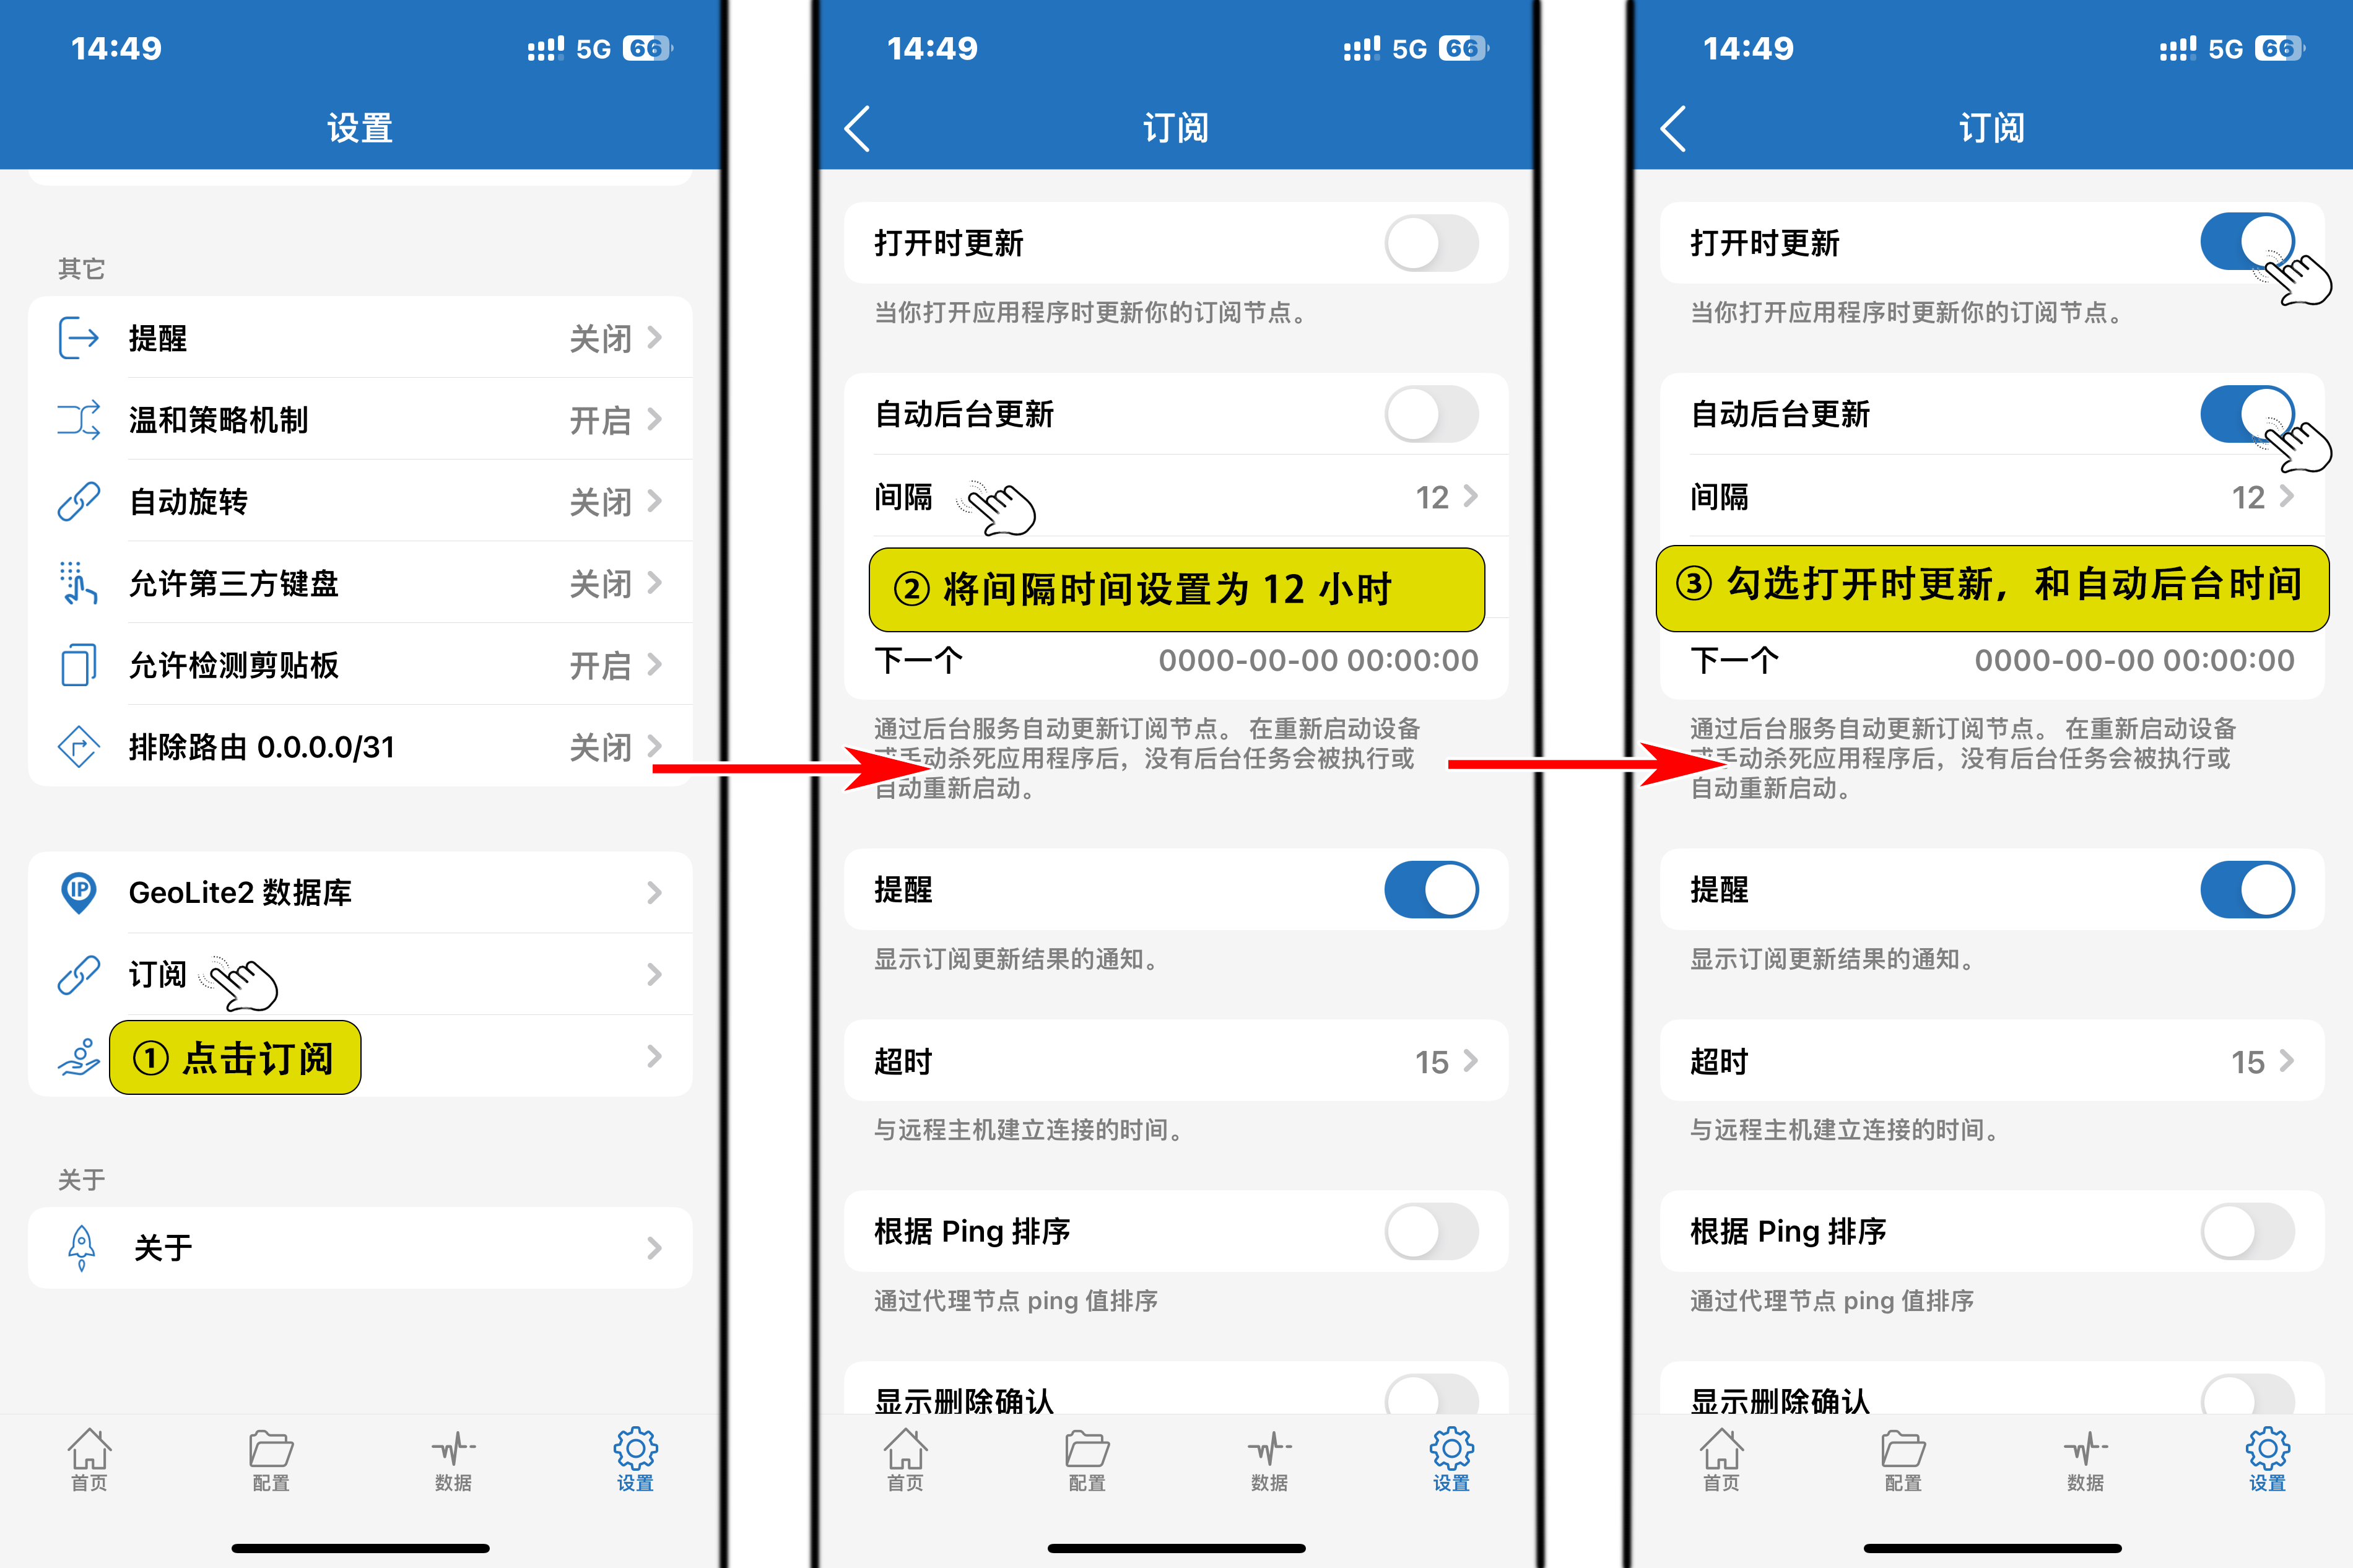 14:49
5G 66
设置
其它
提醒 关闭
温和策略机制 开启
自动旋转 关闭
允许第三方键盘 关闭
允许检测剪贴板 开启
排除路由 0.0.0.0/31 关闭
IP GeoLite2 数据库
订阅
① 点击订阅
关于
关于
首页 配置 数据 设置
14:49
5G 66
订阅
打开时更新
当你打开应用程序时更新你的订阅节点。
自动后台更新
间隔 12
② 将间隔时间设置为 12 小时
下一个 0000-00-00 00:00:00
通过后台服务自动更新订阅节点。 在重新启动设备
或手动杀死应用程序后，没有后台任务会被执行或
自动重新启动。
提醒
显示订阅更新结果的通知。
超时 15
与远程主机建立连接的时间。
根据 Ping 排序
通过代理节点 ping 值排序
显示删除确认
首页 配置 数据 设置
14:49
5G 66
订阅
打开时更新
当你打开应用程序时更新你的订阅节点。
自动后台更新
间隔 12
③ 勾选打开时更新，和自动后台时间
下一个 0000-00-00 00:00:00
通过后台服务自动更新订阅节点。 在重新启动设备
或手动杀死应用程序后，没有后台任务会被执行或
自动重新启动。
提醒
显示订阅更新结果的通知。
超时 15
与远程主机建立连接的时间。
根据 Ping 排序
通过代理节点 ping 值排序
显示删除确认
首页 配置 数据 设置